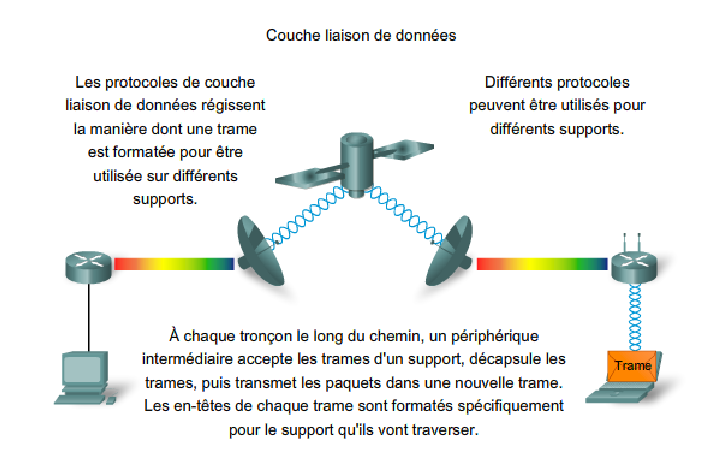 Couche liaison de données
Les protocoles de couche
liaison de données régissent
la manière dont une trame
est formatée pour être
utilisée sur différents
supports.
Différents protocoles
peuvent être utilisés pour
différents supports.
À chaque tronçon le long du chemin, un périphérique
intermédiaire accepte les trames d'un support, décapsule les
trames, puis transmet les paquets dans une nouvelle trame.
Les en-têtes de chaque trame sont formatés spécifiquement
pour le support qu'ils vont traverser.
Trame